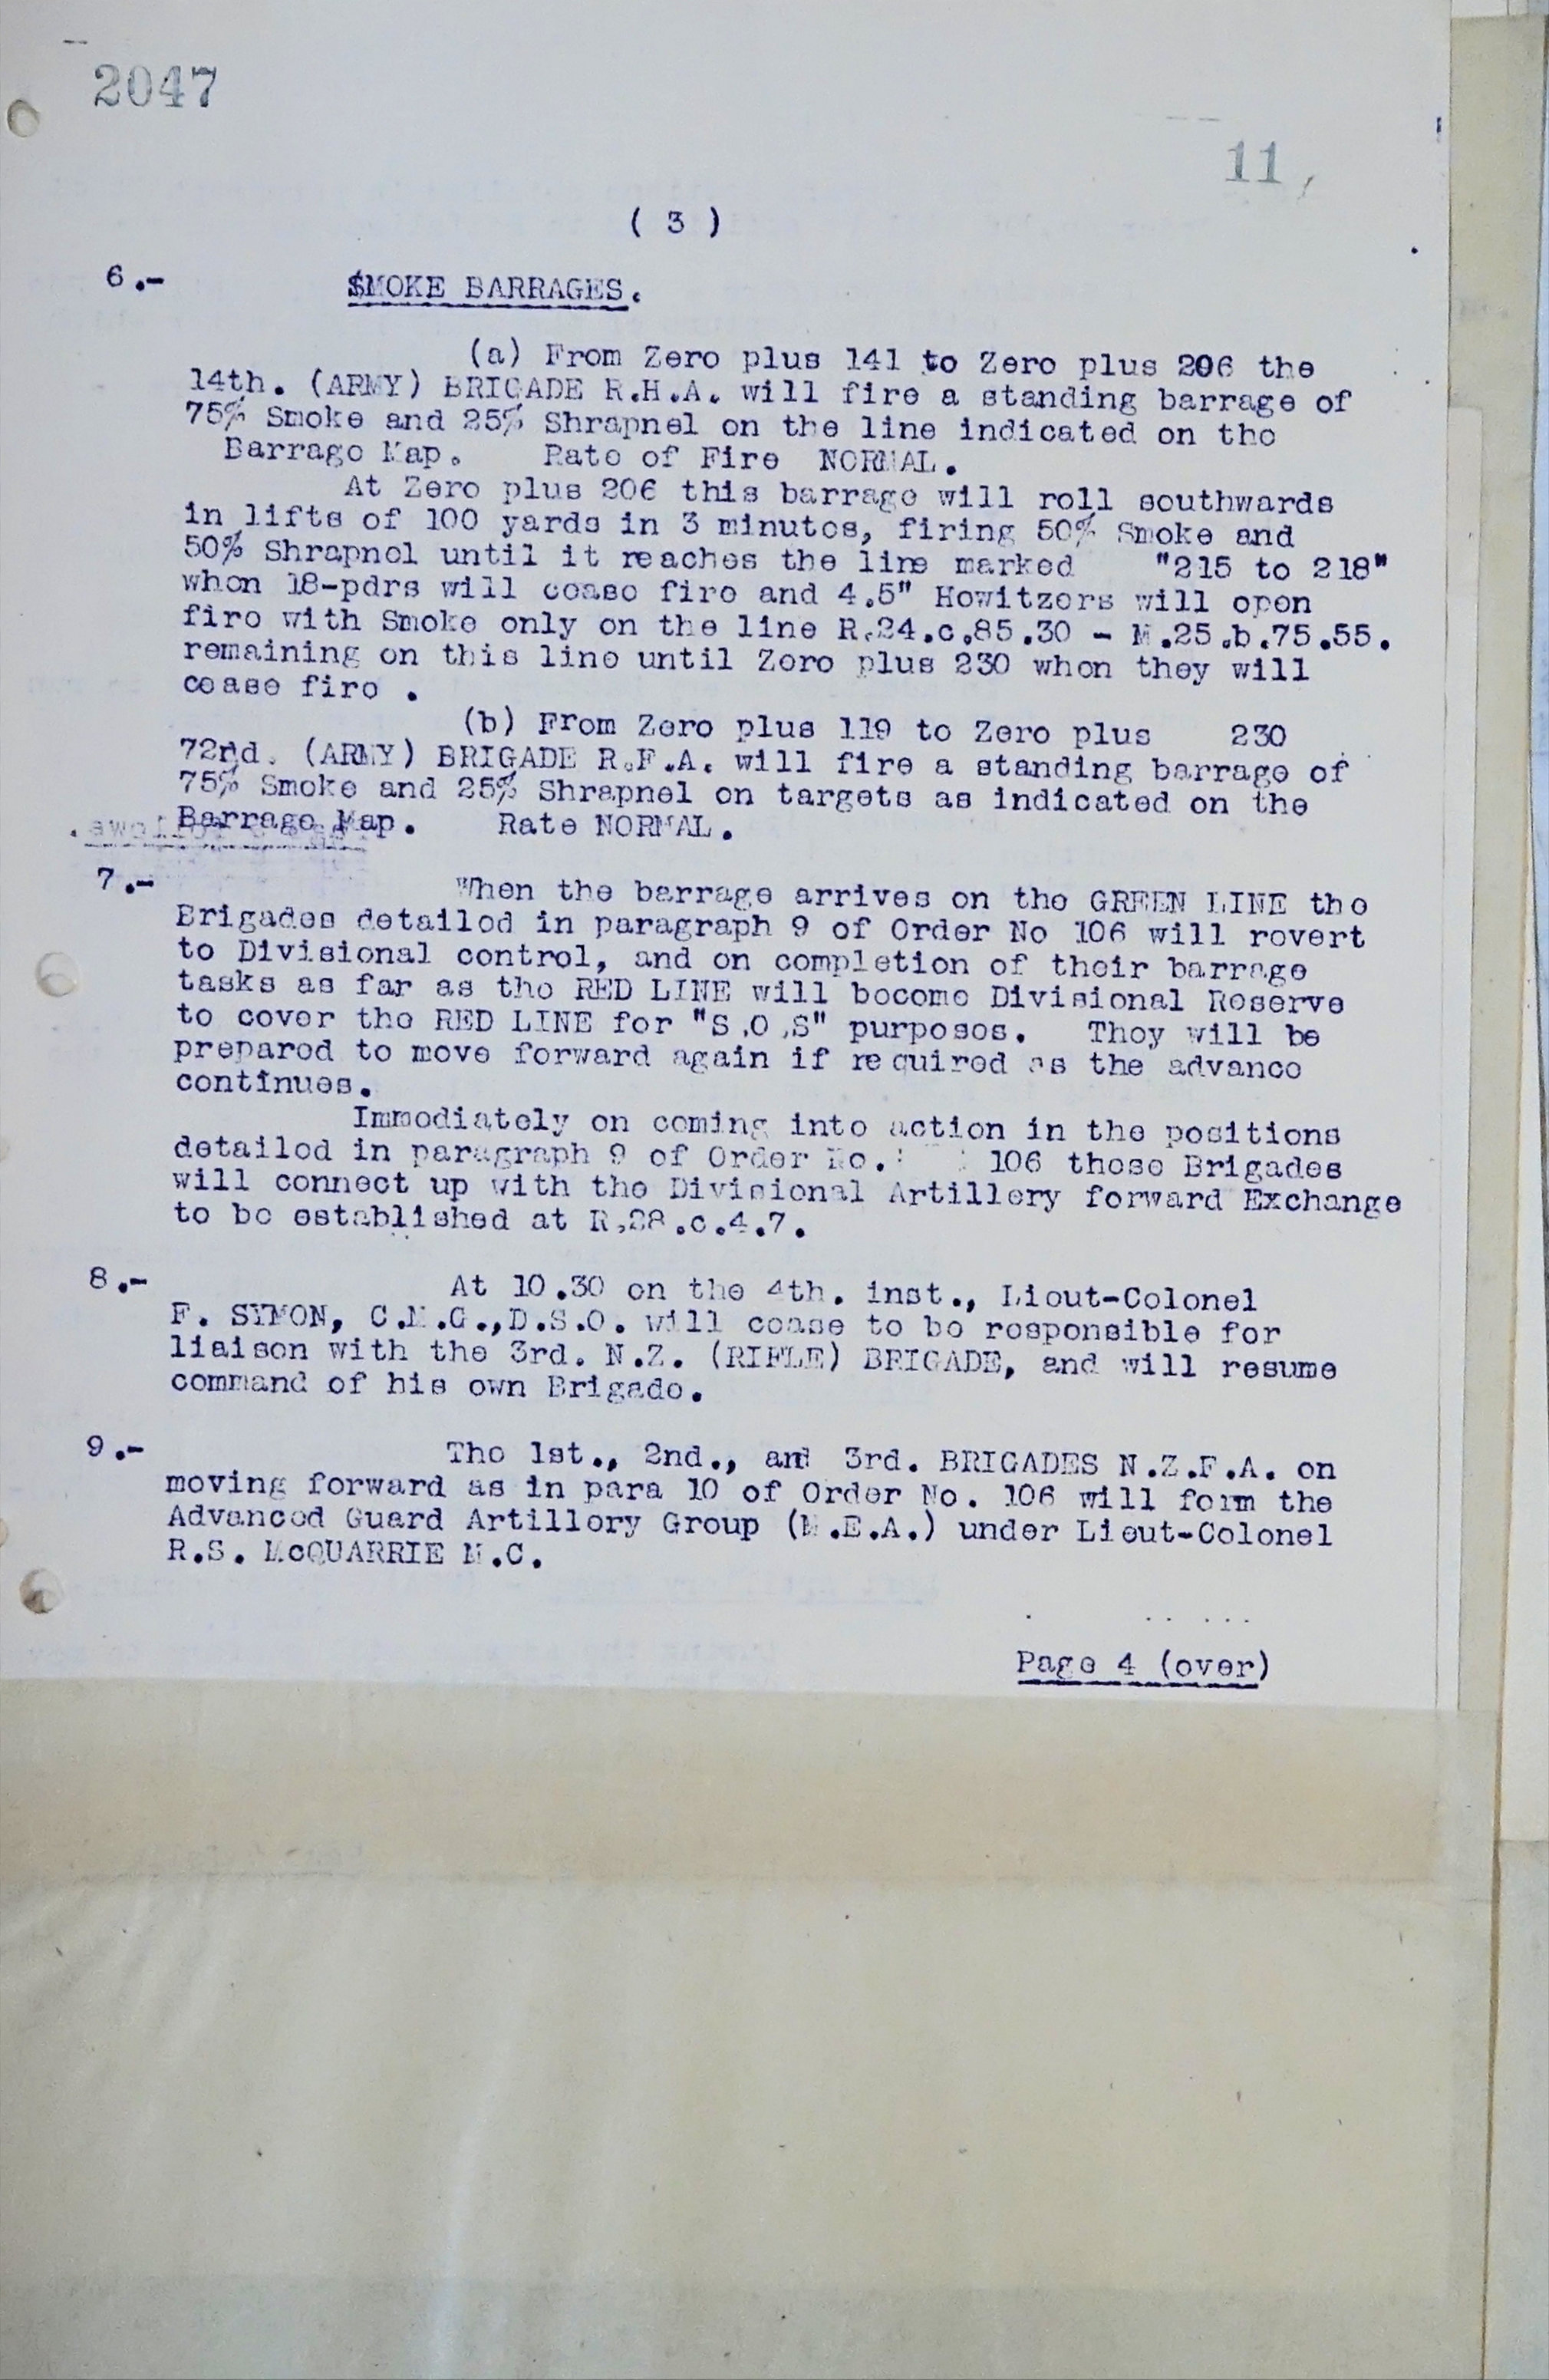 2047
11
( 3 )
6.- SMOKE BARRAGES.
(a) From Zero plus 141 to Zero plus 206 the
14th. (ARMY) BRIGADE R.H.A. will fire a standing barrage of
75% Smoke and 25% Shrapnel on the line indicated on the
Barrage Map. Rate of Fire NORMAL.
At Zero plus 206 this barrage will roll southwards
in lifts of 100 yards in 3 minutes, firing 50% Smoke and
50% Shrapnel until it reaches the line marked "215 to 218"
when 18-pdrs will cease fire and 4.5" Howitzers will open
fire with Smoke only on the line R.24.c.85.30 - M.25.b.75.55.
remaining on this line until Zero plus 230 when they will
cease fire .
(b) From Zero plus 119 to Zero plus 230
72nd. (ARMY) BRIGADE R.F.A. will fire a standing barrage of
75% Smoke and 25% Shrapnel on targets as indicated on the
Barrage Map. Rate NORMAL.
7.- When the barrage arrives on the GREEN LINE the
Brigades detailed in paragraph 9 of Order No 106 will revert
to Divisional control, and on completion of their barrage
tasks as far as the RED LINE will become Divisional Reserve
to cover the RED LINE for "S.O.S" purposes. They will be
prepared to move forward again if required as the advance
continues.
Immediately on coming into action in the positions
detailed in paragraph 9 of Order No. 106 these Brigades
will connect up with the Divisional Artillery forward Exchange
to be established at R.28.c.4.7.
8.- At 10.30 on the 4th. inst., Lieut-Colonel
F. SYMON, C.M.G.,D.S.O. will cease to be responsible for
liaison with the 3rd. N.Z. (RIFLE) BRIGADE, and will resume
command of his own Brigade.
9.- The 1st., 2nd., and 3rd. BRIGADES N.Z.F.A. on
moving forward as in para 10 of Order No. 106 will form the
Advanced Guard Artillery Group (M.E.A.) under Lieut-Colonel
R.S. McQUARRIE M.C.
Page 4 (over)